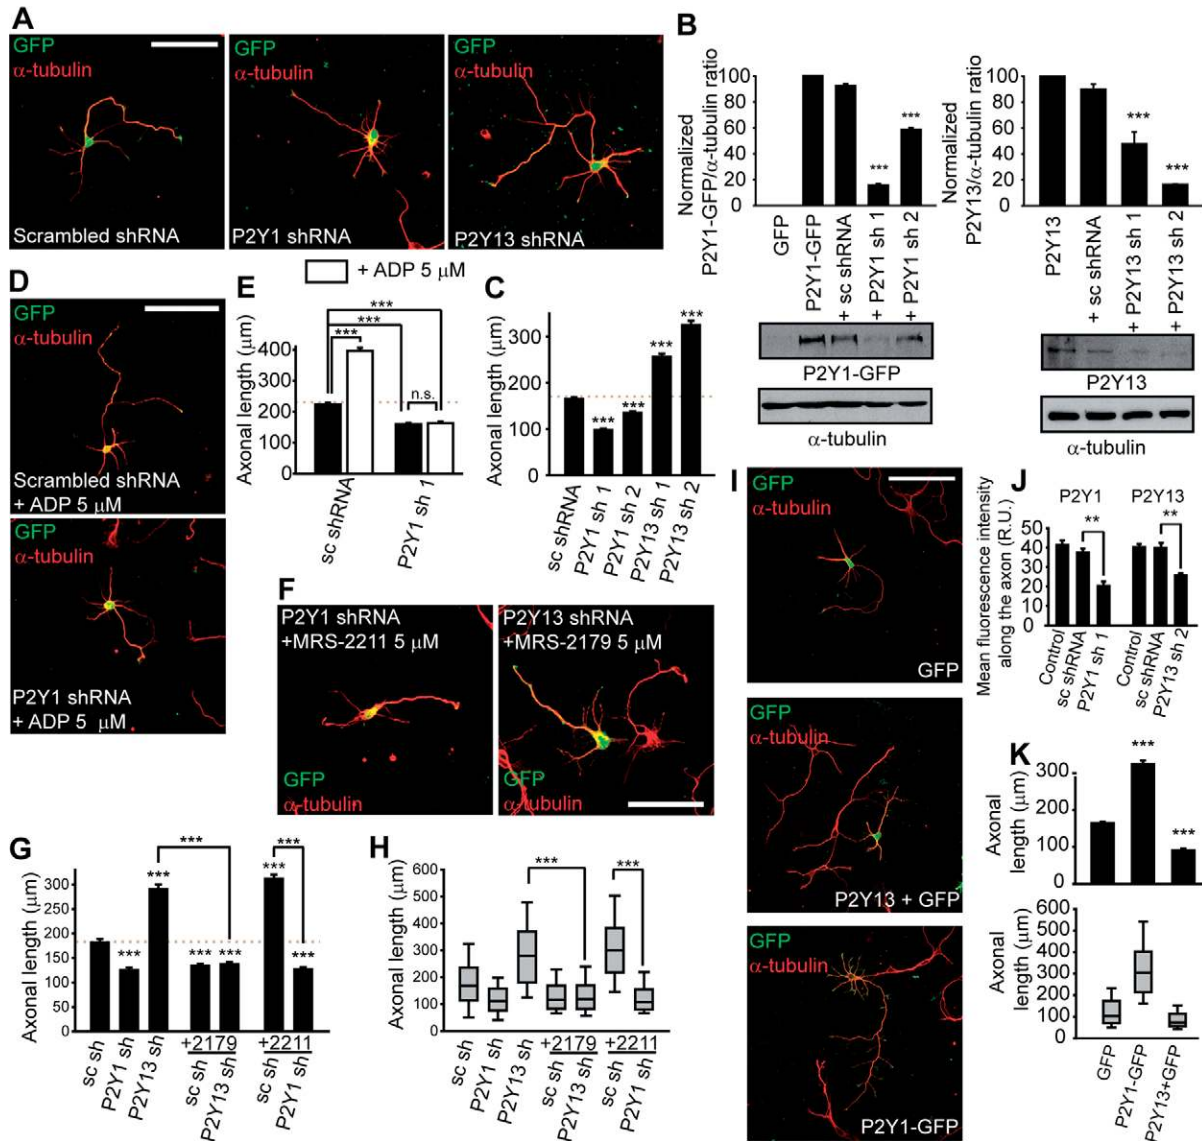 A
GFP
α-tubulin
Scrambled shRNA
GFP
α-tubulin
P2Y1 shRNA
GFP
α-tubulin
P2Y13 shRNA
B
Normalized
P2Y1-GFP/α-tubulin ratio
100
80
60
40
20
0
***
***
GFP
P2Y1-GFP
+ sc shRNA
+ P2Y1 sh 1
+ P2Y1 sh 2
P2Y1-GFP
α-tubulin
Normalized
P2Y13/α-tubulin ratio
100
80
60
40
20
0
***
***
P2Y13
+ sc shRNA
+ P2Y13 sh 1
+ P2Y13 sh 2
P2Y13
α-tubulin
D
GFP
α-tubulin
Scrambled shRNA
+ ADP 5 μM
GFP
α-tubulin
P2Y1 shRNA
+ ADP 5 μM
+ ADP 5 μM
E
Axonal length (μm)
400
300
200
100
0
***
***
***
n.s.
sc shRNA
P2Y1 sh 1
C
Axonal length (μm)
300
200
100
0
***
***
***
***
sc shRNA
P2Y1 sh 1
P2Y1 sh 2
P2Y13 sh 1
P2Y13 sh 2
F
P2Y1 shRNA
+MRS-2211 5 μM
GFP
α-tubulin
P2Y13 shRNA
+MRS-2179 5 μM
GFP
α-tubulin
G
Axonal length (μm)
300
250
200
150
100
50
0
***
***
***
***
***
***
***
***
sc sh
P2Y1 sh
P2Y13 sh
+2179
sc sh
P2Y13 sh
+2211
sc sh
P2Y1 sh
H
Axonal length (μm)
600
500
400
300
200
100
0
***
***
sc sh
P2Y1 sh
P2Y13 sh
+2179
sc sh
P2Y13 sh
+2211
sc sh
P2Y1 sh
I
GFP
α-tubulin
GFP
GFP
α-tubulin
P2Y13 + GFP
GFP
α-tubulin
P2Y1-GFP
J
Mean fluorescence intensity
along the axon (R.U.)
P2Y1
P2Y13
50
40
30
20
10
0
**
**
Control
sc shRNA
P2Y1 sh 1
Control
sc shRNA
P2Y13 sh 2
K
Axonal
length (μm)
300
200
100
0
***
***
Axonal
length (μm)
600
500
400
300
200
100
0
GFP
P2Y1-GFP
P2Y13+GFP